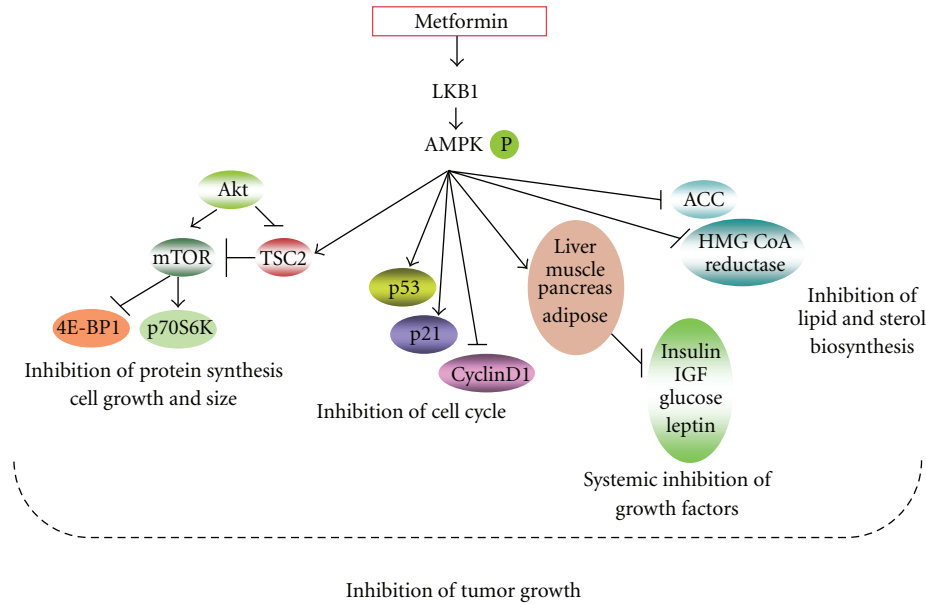 Metformin
LKB1
AMPK P
Akt
mTOR
TSC2
4E-BP1
p70S6K
Inhibition of protein synthesis
cell growth and size
p53
p21
CyclinD1
Inhibition of cell cycle
Liver
muscle
pancreas
adipose
Insulin
IGF
glucose
leptin
Systemic inhibition of
growth factors
ACC
HMG CoA
reductase
Inhibition of
lipid and sterol
biosynthesis
Inhibition of tumor growth